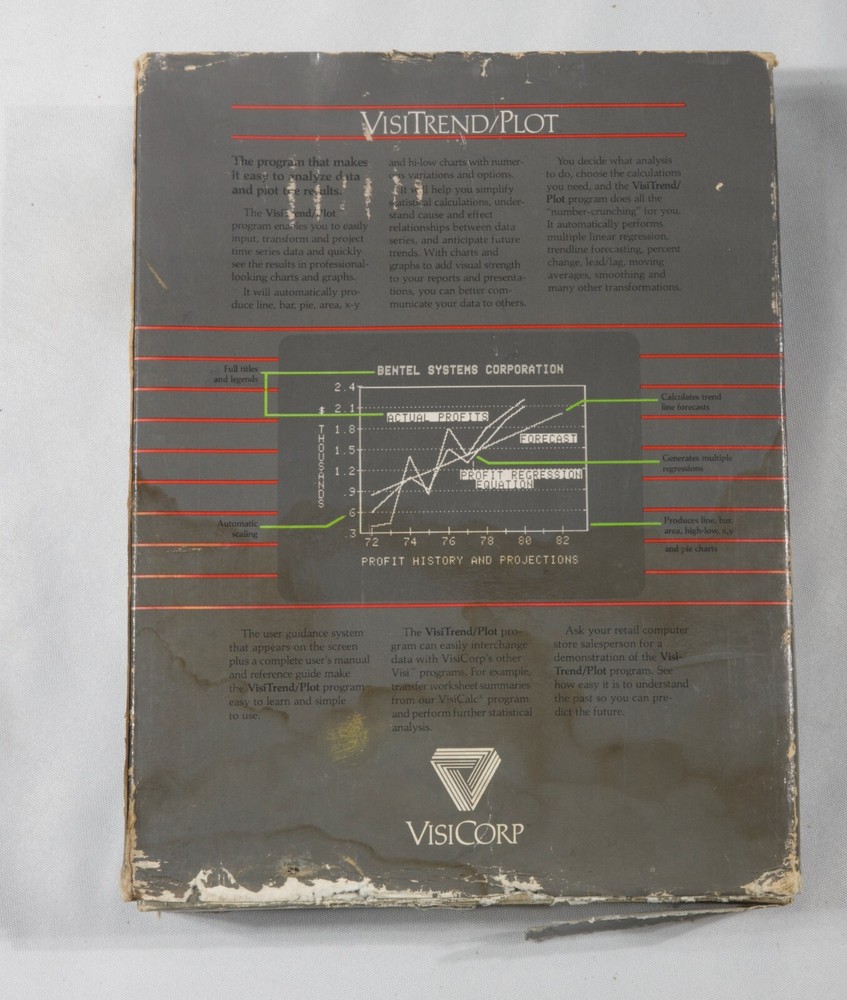 VISITREND/PLOT
The program that makes
it easy to analyze data
and plot the results.
The VisiTrend/Plot
program enables you to easily
input, transform and project
time series data and quickly
see the results in professional-
looking charts and graphs.
It will automatically pro-
duce line, bar, pie, area, x-y
and hi-low charts with numer-
ous variations and options.
It will help you simplify
statistical calculations, under-
stand cause and effect
relationships between data
series, and anticipate future
trends. With charts and
graphs to add visual strength
to your reports and presenta-
tions, you can better com-
municate your data to others.
You decide what analysis
to do, choose the calculations
you need, and the VisiTrend/
Plot program does all the
"number-crunching" for you.
It automatically performs
multiple linear regression,
trendline forecasting, percent
change, lead/lag, moving
averages, smoothing and
many other transformations.
Full titles
and legends
Automatic
scaling
BENTEL SYSTEMS CORPORATION
$ THOUSANDS
2.4
2.1
1.8
1.5
1.2
.9
.6
.3
ACTUAL PROFITS
FORECAST
PROFIT REGRESSION
EQUATION
72 74 76 78 80 82
PROFIT HISTORY AND PROJECTIONS
Calculates trend
line forecasts
Generates multiple
regressions
Produces line, bar,
area, high-low, x,y
and pie charts
The user guidance system
that appears on the screen
plus a complete user's manual
and reference guide make
the VisiTrend/Plot program
easy to learn and simple
to use.
The VisiTrend/Plot pro-
gram can easily interchange
data with VisiCorp's other
Visi™ programs. For example,
transfer worksheet summaries
from our VisiCalc® program
and perform further statistical
analysis.
Ask your retail computer
store salesperson for a
demonstration of the Visi-
Trend/Plot program. See
how easy it is to understand
the past so you can pre-
dict the future.
VISICORP